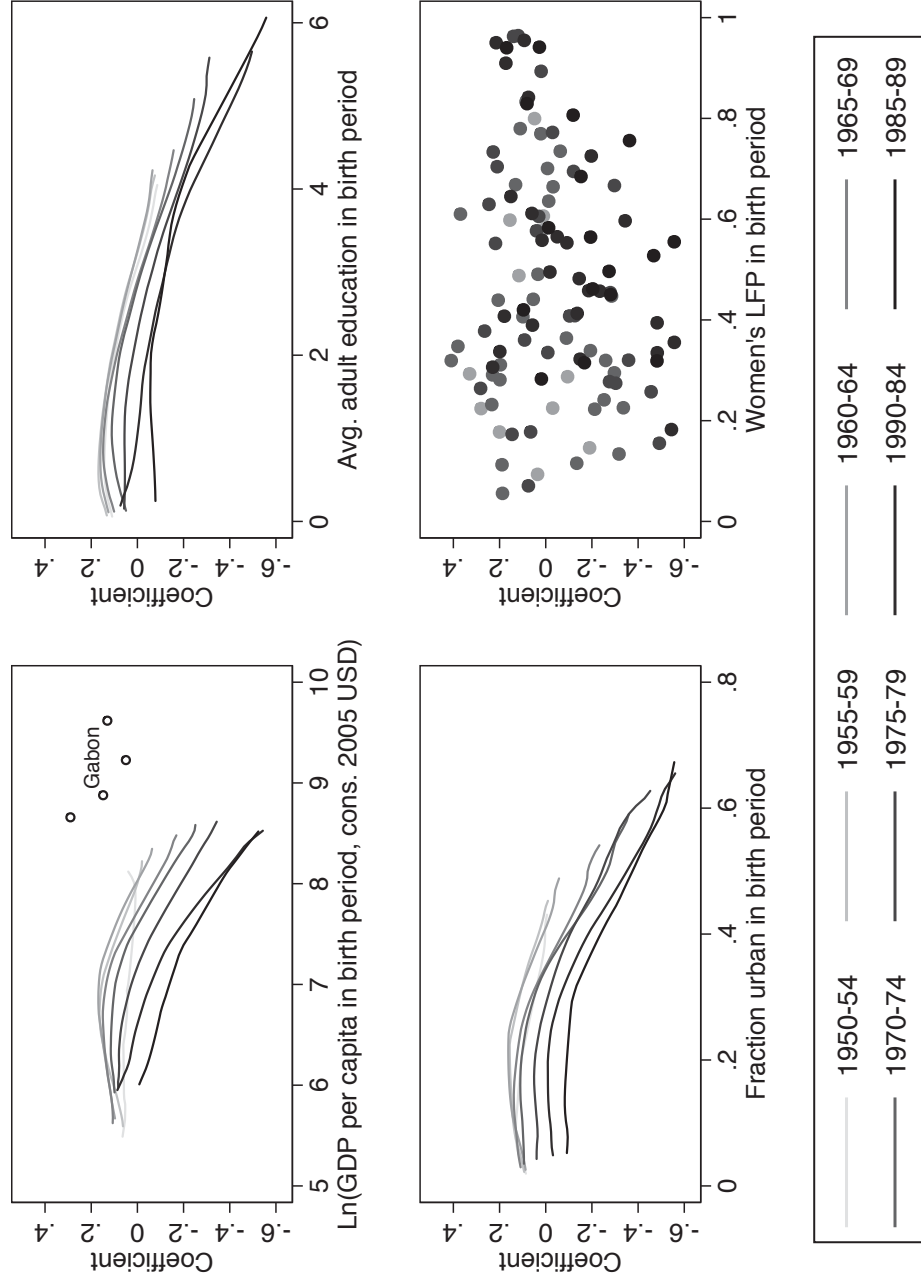 Coefficient
.4
.2
0
-.2
-.4
-.6
Gabon
5 6 7 8 9 10
Ln(GDP per capita in birth period, cons. 2005 USD)
Coefficient
.4
.2
0
-.2
-.4
-.6
0 2 4 6
Avg. adult education in birth period
Coefficient
.4
.2
0
-.2
-.4
-.6
0 .2 .4 .6 .8
Fraction urban in birth period
Coefficient
.4
.2
0
-.2
-.4
-.6
0 .2 .4 .6 .8 1
Women's LFP in birth period
1950-54 1955-59 1960-64 1965-69
1970-74 1975-79 1990-84 1985-89